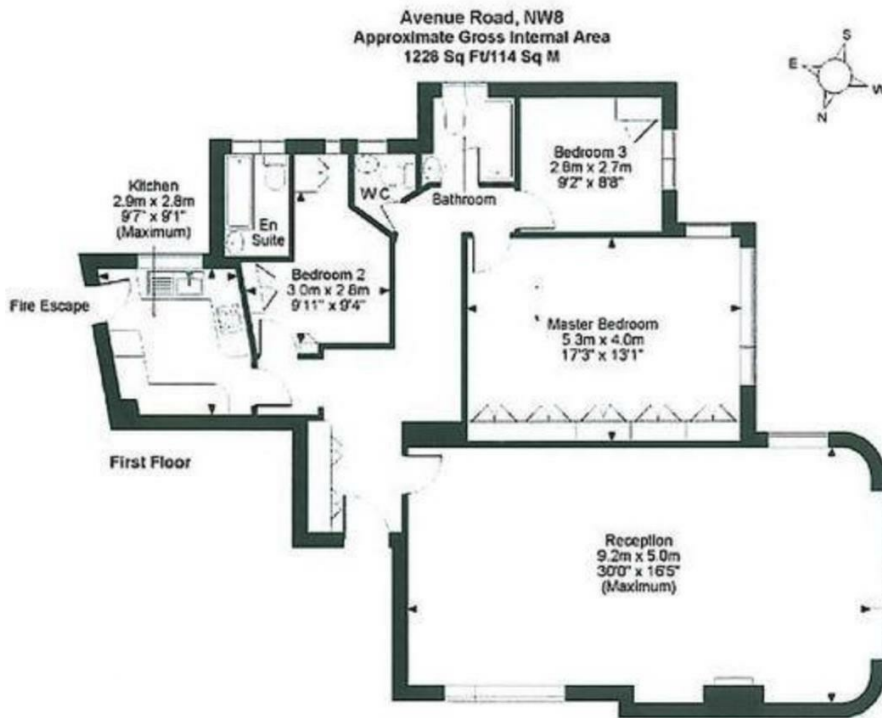 Avenue Road, NW8
Approximate Gross Internal Area
1228 Sq Ft/114 Sq M
S
E
W
N
Kitchen
2.9m x 2.8m
9'7" x 9'1"
(Maximum)
En
Suite
WC
Bathroom
Bedroom 3
2.8m x 2.7m
9'2" x 8'8"
Fire Escape
Bedroom 2
3.0m x 2.8m
9'11" x 9'4"
Master Bedroom
5.3m x 4.0m
17'3" x 13'1"
First Floor
Reception
9.2m x 5.0m
30'0" x 16'5"
(Maximum)